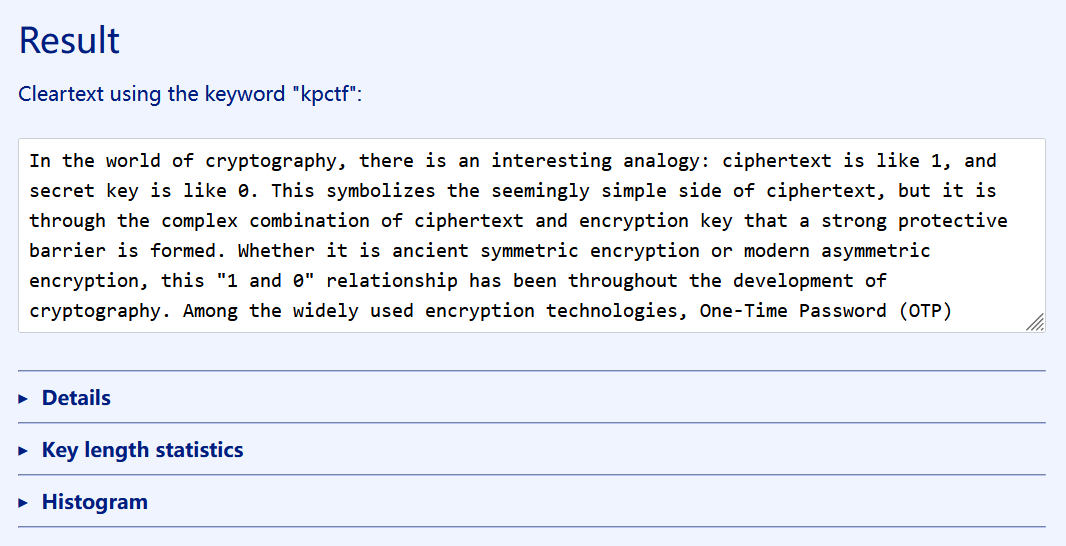 Result
Cleartext using the keyword "kpctf":
In the world of cryptography, there is an interesting analogy: ciphertext is like 1, and
secret key is like 0. This symbolizes the seemingly simple side of ciphertext, but it is
through the complex combination of ciphertext and encryption key that a strong protective
barrier is formed. Whether it is ancient symmetric encryption or modern asymmetric
encryption, this "1 and 0" relationship has been throughout the development of
cryptography. Among the widely used encryption technologies, One-Time Password (OTP)
Details
Key length statistics
Histogram